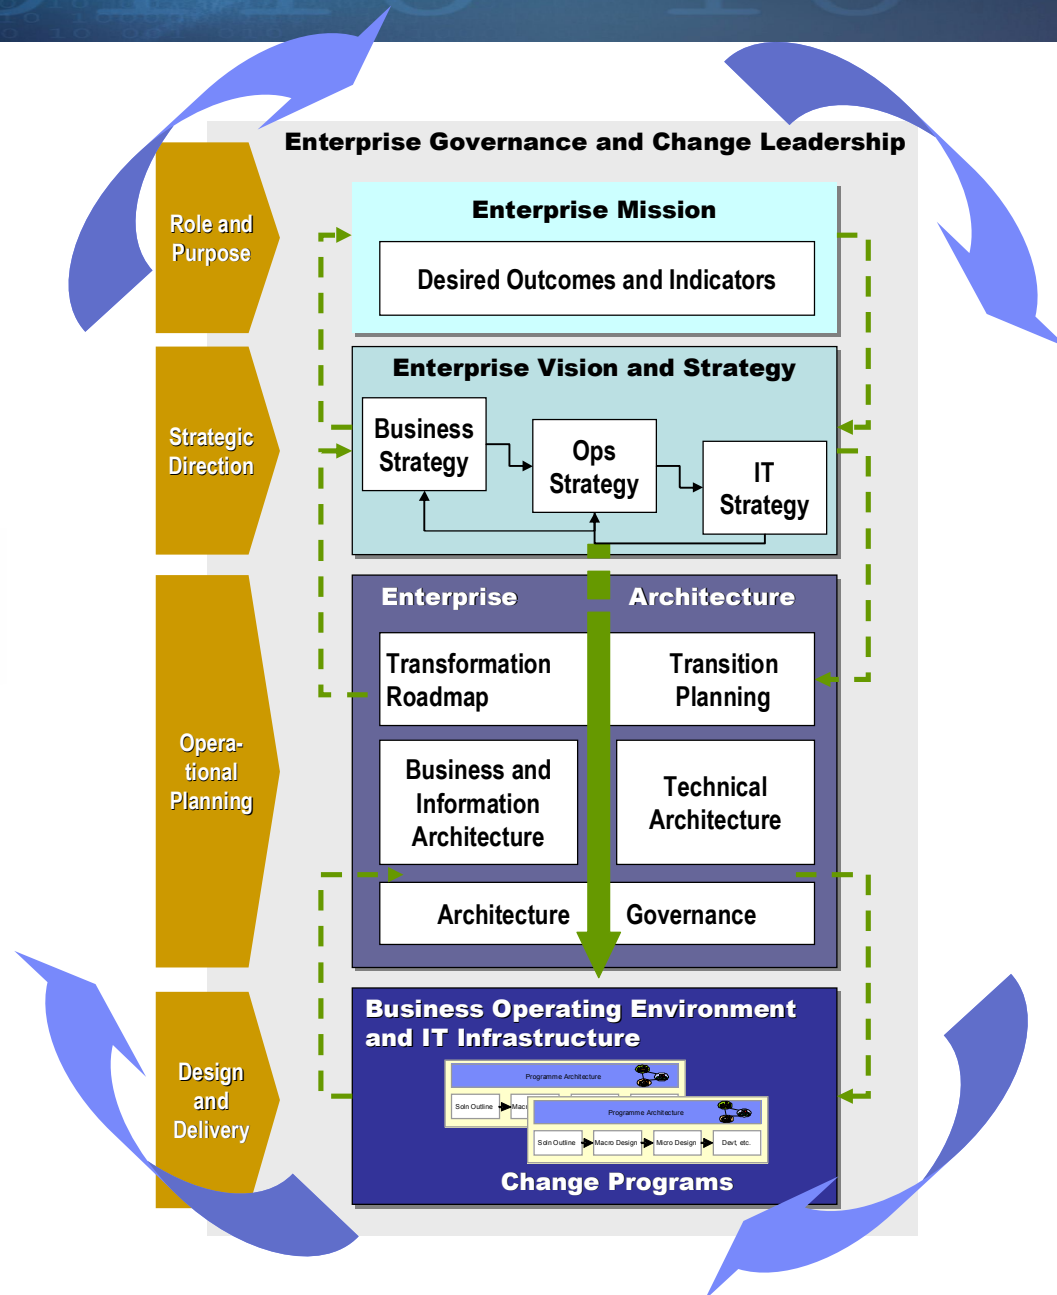 Enterprise Governance and Change Leadership
Role and
Purpose
Enterprise Mission
Desired Outcomes and Indicators
Strategic
Direction
Enterprise Vision and Strategy
Business
Strategy
Ops
Strategy
IT
Strategy
Opera-
tional
Planning
Enterprise Architecture
Transformation
Roadmap
Transition
Planning
Business and
Information
Architecture
Technical
Architecture
Architecture Governance
Design
and
Delivery
Business Operating Environment
and IT Infrastructure
Programme Architecture
Soln Outline
Programme Architecture
Soln Outline
Macro Design
Micro Design
Devt, etc.
Change Programs